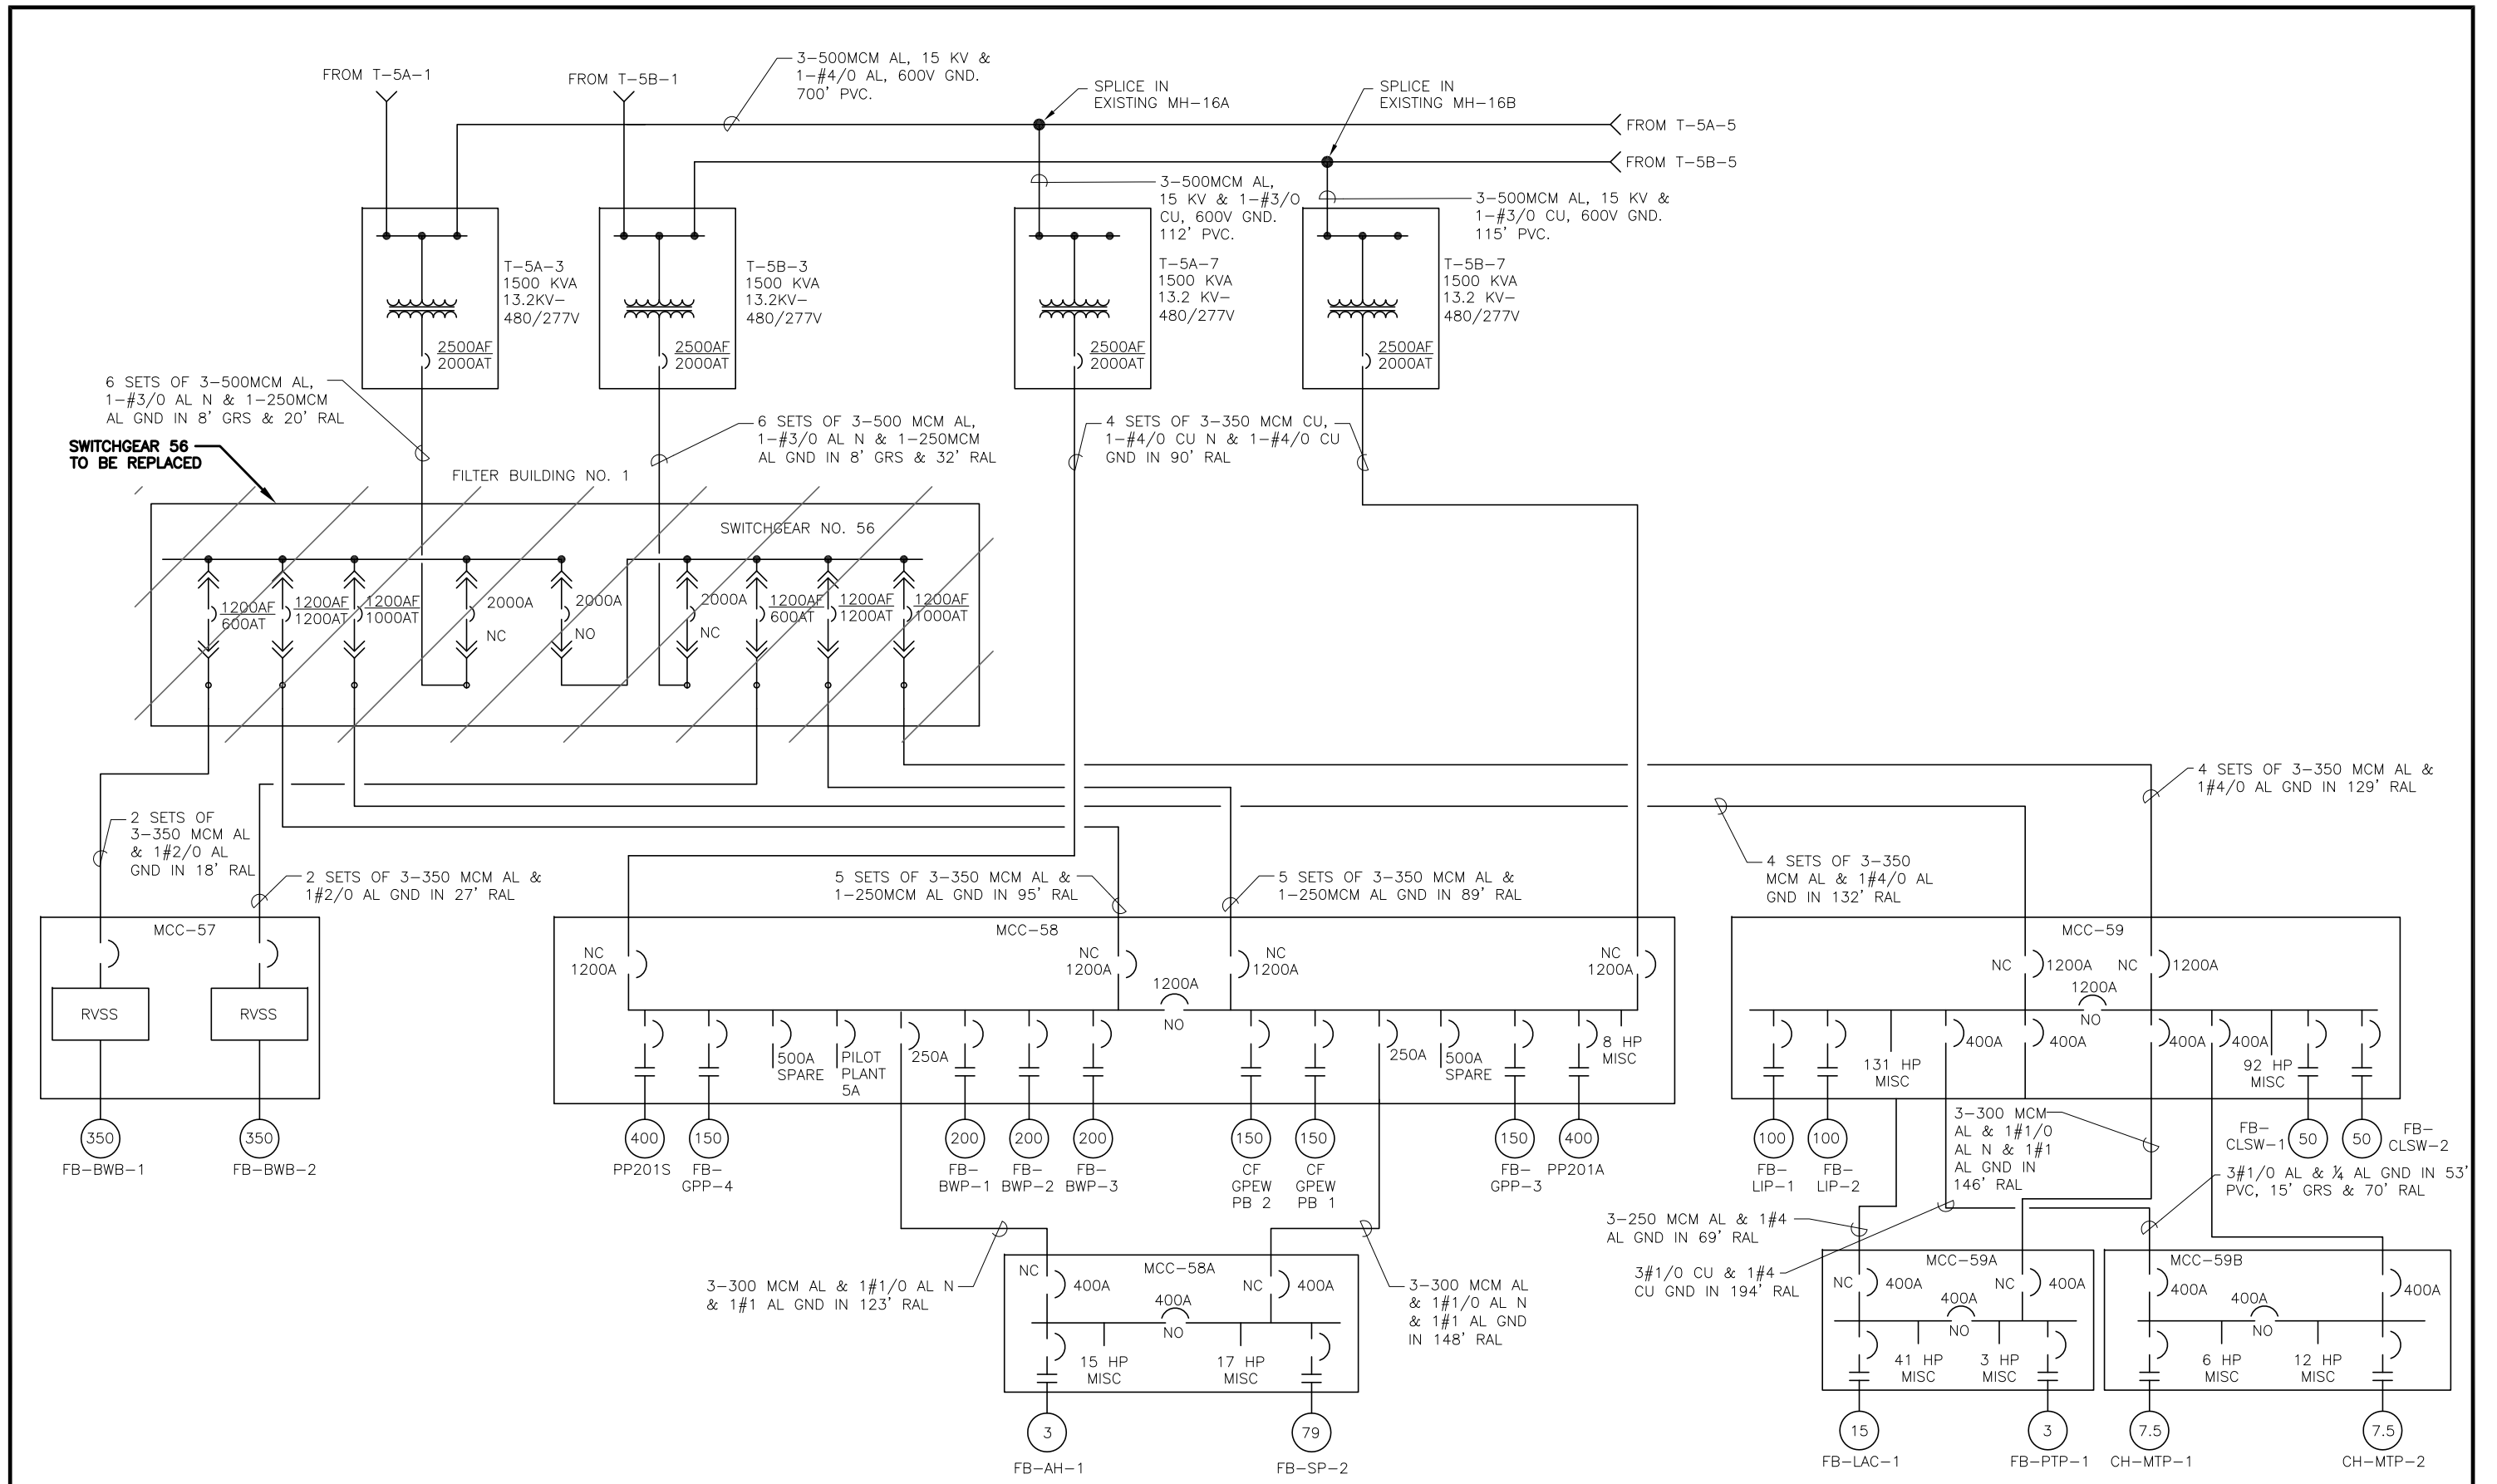 FROM T-5A-1
FROM T-5B-1
3-500MCM AL, 15 KV &
1-#4/0 AL, 600V GND.
700' PVC.
SPLICE IN
EXISTING MH-16A
SPLICE IN
EXISTING MH-16B
FROM T-5A-5
FROM T-5B-5
3-500MCM AL,
15 KV & 1-#3/0
CU, 600V GND.
112' PVC.
3-500MCM AL, 15 KV &
1-#3/0 CU, 600V GND.
115' PVC.
T-5A-3
1500 KVA
13.2KV-
480/277V
2500AF
2000AT
T-5B-3
1500 KVA
13.2KV-
480/277V
2500AF
2000AT
T-5A-7
1500 KVA
13.2 KV-
480/277V
2500AF
2000AT
T-5B-7
1500 KVA
13.2 KV-
480/277V
2500AF
2000AT
6 SETS OF 3-500MCM AL,
1-#3/0 AL N & 1-250MCM
AL GND IN 8' GRS & 20' RAL
6 SETS OF 3-500 MCM AL,
1-#3/0 AL N & 1-250MCM
AL GND IN 8' GRS & 32' RAL
4 SETS OF 3-350 MCM CU,
1-#4/0 CU N & 1-#4/0 CU
GND IN 90' RAL
SWITCHGEAR 56
TO BE REPLACED
FILTER BUILDING NO. 1
SWITCHGEAR NO. 56
1200AF
600AT
1200AF
1200AT
1200AF
1000AT
2000A
NC
2000A
NO
2000A
NC
1200AF
600AT
1200AF
1200AT
1200AF
1000AT
2 SETS OF
3-350 MCM AL
& 1#2/0 AL
GND IN 18' RAL
2 SETS OF 3-350 MCM AL &
1#2/0 AL GND IN 27' RAL
5 SETS OF 3-350 MCM AL &
1-250MCM AL GND IN 95' RAL
5 SETS OF 3-350 MCM AL &
1-250MCM AL GND IN 89' RAL
4 SETS OF 3-350
MCM AL & 1#4/0 AL
GND IN 132' RAL
4 SETS OF 3-350 MCM AL &
1#4/0 AL GND IN 129' RAL
MCC-57
RVSS
RVSS
350
FB-BWB-1
350
FB-BWB-2
MCC-58
NC
1200A
NC
1200A
1200A
NO
NC
1200A
NC
1200A
500A
SPARE
PILOT
PLANT
5A
250A
250A
500A
SPARE
8 HP
MISC
400
PP201S
150
FB-
GPP-4
200
FB-
BWP-1
200
FB-
BWP-2
200
FB-
BWP-3
150
CF
GPEW
PB 2
150
CF
GPEW
PB 1
150
FB-
GPP-3
400
PP201A
MCC-59
NC
1200A
NC
1200A
1200A
NO
131 HP
MISC
400A
400A
400A
400A
92 HP
MISC
100
FB-
LIP-1
100
FB-
LIP-2
3-300 MCM
AL & 1#1/0
AL N & 1#1
AL GND IN
146' RAL
FB-
CLSW-1
50
50
FB-
CLSW-2
3#1/0 AL & ¼ AL GND IN 53'
PVC, 15' GRS & 70' RAL
3-250 MCM AL & 1#4
AL GND IN 69' RAL
3#1/0 CU & 1#4
CU GND IN 194' RAL
3-300 MCM AL & 1#1/0 AL N
& 1#1 AL GND IN 123' RAL
3-300 MCM AL
& 1#1/0 AL N
& 1#1 AL GND
IN 148' RAL
MCC-58A
NC
400A
400A
NO
NC
400A
15 HP
MISC
17 HP
MISC
3
FB-AH-1
79
FB-SP-2
MCC-59A
NC
400A
400A
NO
NC
400A
41 HP
MISC
3 HP
MISC
15
FB-LAC-1
3
FB-PTP-1
MCC-59B
400A
400A
NO
400A
6 HP
MISC
12 HP
MISC
7.5
CH-MTP-1
7.5
CH-MTP-2